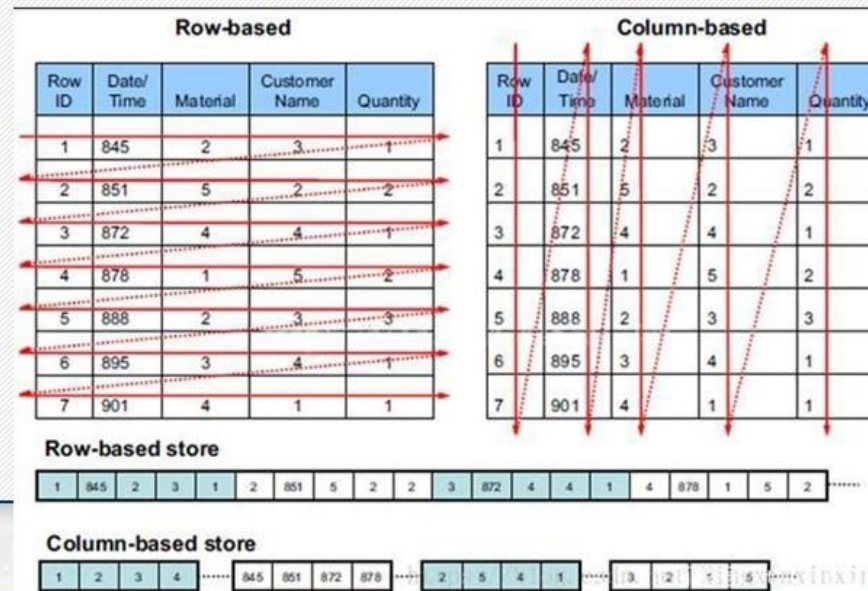 Row-based
Row ID Date/Time Material Customer Name Quantity
1 845 2 3 1
2 851 5 2 2
3 872 4 4 1
4 878 1 5 2
5 888 2 3 3
6 895 3 4 1
7 901 4 1 1
Column-based
Row ID Date/Time Material Customer Name Quantity
1 845 2 3 1
2 851 5 2 2
3 872 4 4 1
4 878 1 5 2
5 888 2 3 3
6 895 3 4 1
7 901 4 1 1
Row-based store
1 845 2 3 1 2 851 5 2 2 3 872 4 4 1 4 878 1 5 2
Column-based store
1 2 3 4 845 851 872 878 2 5 4 1 3 2 5